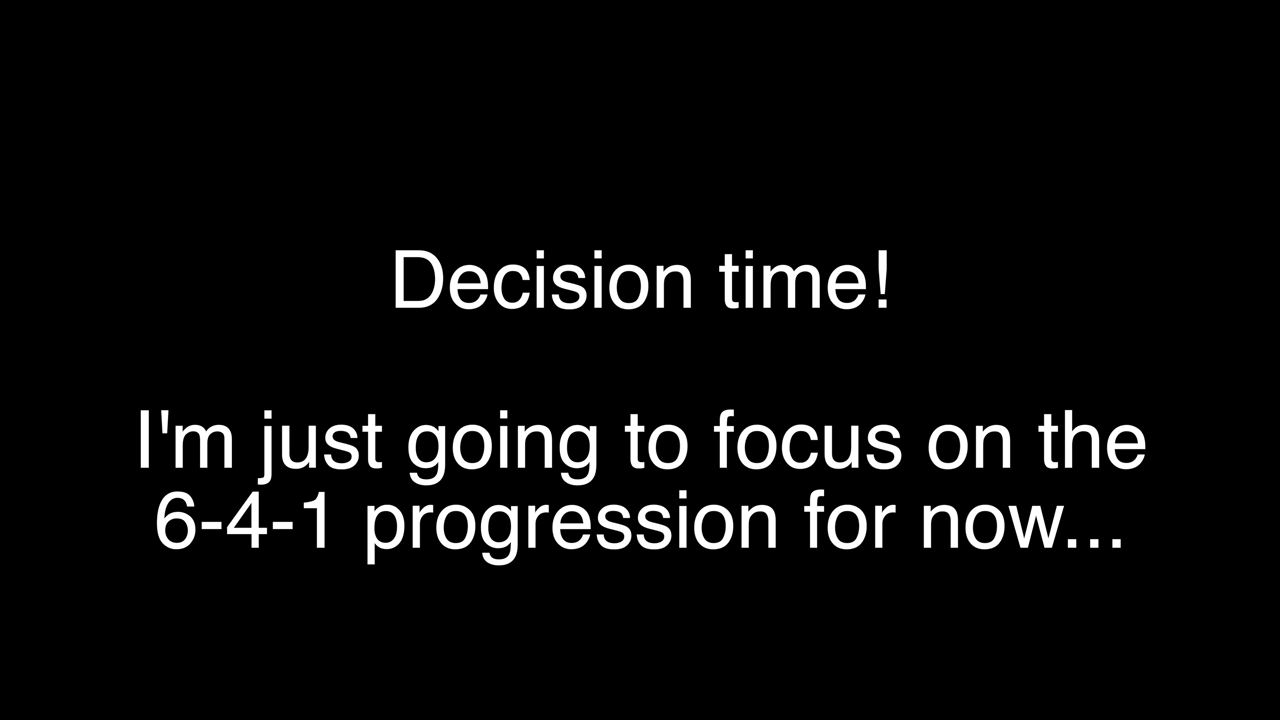 Decision time!
I'm just going to focus on the
6-4-1 progression for now...